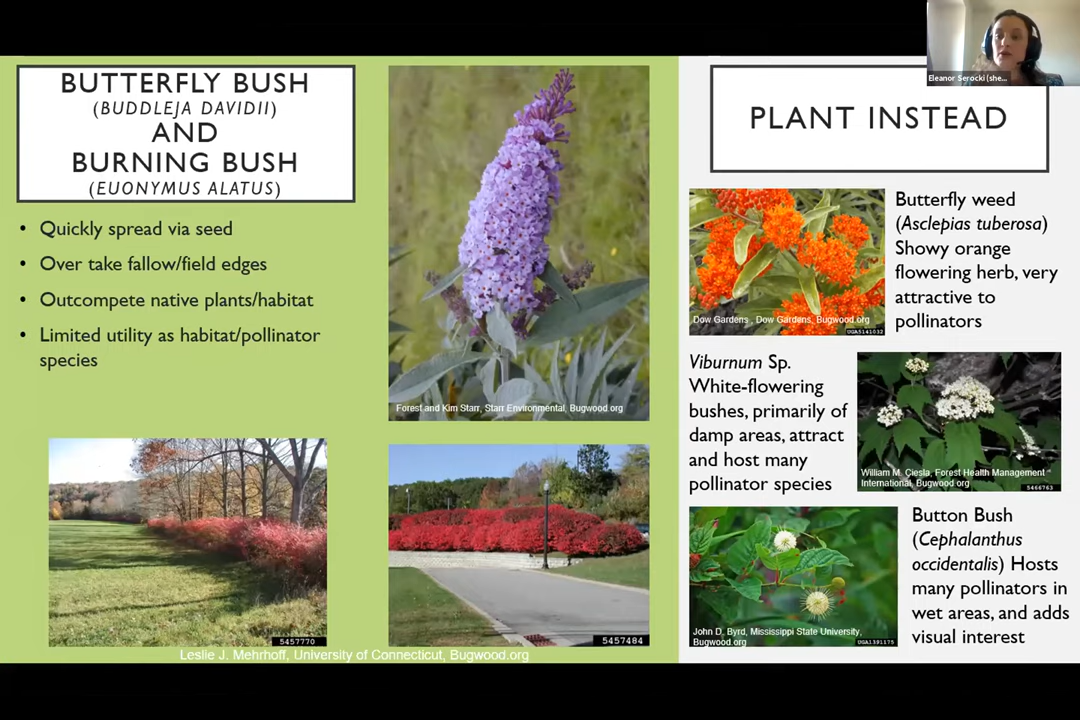 BUTTERFLY BUSH
(BUDDLEJA DAVIDII)
AND
BURNING BUSH
(EUONYMUS ALATUS)
• Quickly spread via seed
• Over take fallow/field edges
• Outcompete native plants/habitat
• Limited utility as habitat/pollinator
species
Forest and Kim Starr, Starr Environmental, Bugwood.org
5457770
5457484
Leslie J. Mehrhoff, University of Connecticut, Bugwood.org
Eleanor Serocki (she...
PLANT INSTEAD
Dow Gardens , Dow Gardens, Bugwood.org
UGA5141032
Butterfly weed
(Asclepias tuberosa)
Showy orange
flowering herb, very
attractive to
pollinators
Viburnum Sp.
White-flowering
bushes, primarily of
damp areas, attract
and host many
pollinator species
William M. Ciesla, Forest Health Management
International, Bugwood.org
5466763
John D. Byrd, Mississippi State University,
Bugwood.org
UGA1391175
Button Bush
(Cephalanthus
occidentalis) Hosts
many pollinators in
wet areas, and adds
visual interest